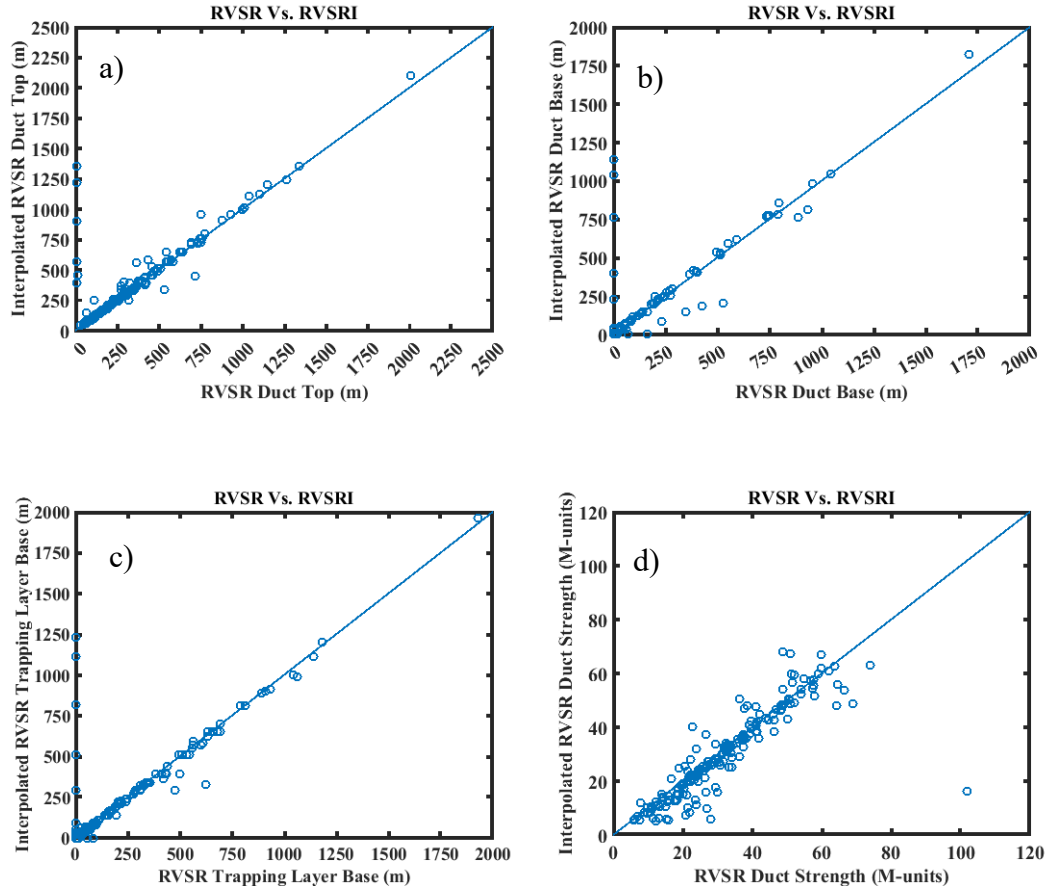 RVSR Vs. RVSRI
a)
Interpolated RVSR Duct Top (m)
2500
2250
2000
1750
1500
1250
1000
750
500
250
0
0 250 500 750 1000 1250 1500 1750 2000 2250 2500
RVSR Duct Top (m)
RVSR Vs. RVSRI
b)
Interpolated RVSR Duct Base (m)
2000
1750
1500
1250
1000
750
500
250
0
0 250 500 750 1000 1250 1500 1750 2000
RVSR Duct Base (m)
RVSR Vs. RVSRI
c)
Interpolated RVSR Trapping Layer Base (m)
2000
1750
1500
1250
1000
750
500
250
0
0 250 500 750 1000 1250 1500 1750 2000
RVSR Trapping Layer Base (m)
RVSR Vs. RVSRI
d)
Interpolated RVSR Duct Strength (M-units)
120
100
80
60
40
20
0
0 20 40 60 80 100 120
RVSR Duct Strength (M-units)